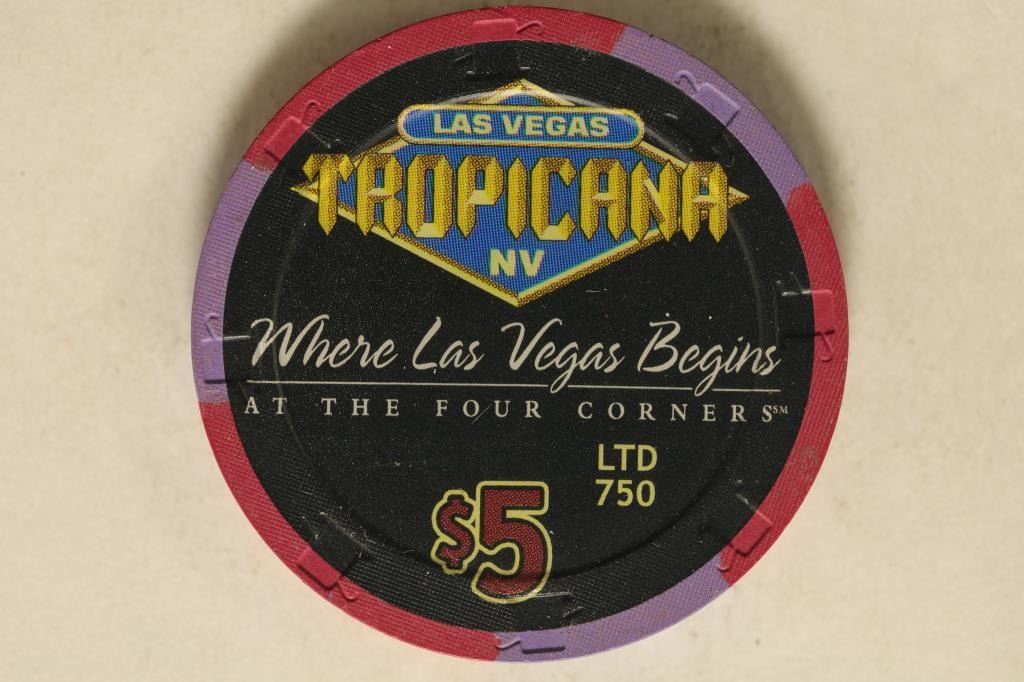 LAS VEGAS
TROPICANA
NV
Where Las Vegas Begins
AT THE FOUR CORNERS℠
LTD
750
$5